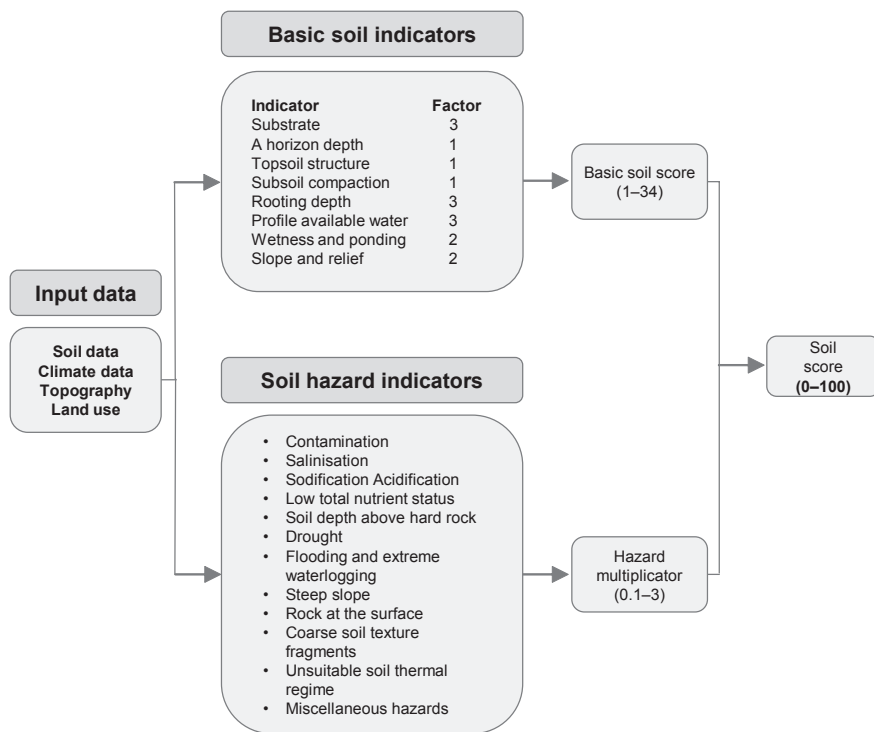 Basic soil indicators
Indicator Factor
Substrate 3
A horizon depth 1
Topsoil structure 1
Subsoil compaction 1
Rooting depth 3
Profile available water 3
Wetness and ponding 2
Slope and relief 2
Basic soil score
(1–34)
Input data
Soil data
Climate data
Topography
Land use
Soil hazard indicators
• Contamination
• Salinisation
• Sodification Acidification
• Low total nutrient status
• Soil depth above hard rock
• Drought
• Flooding and extreme
waterlogging
• Steep slope
• Rock at the surface
• Coarse soil texture
fragments
• Unsuitable soil thermal
regime
• Miscellaneous hazards
Hazard
multiplicator
(0.1–3)
Soil
score
(0–100)